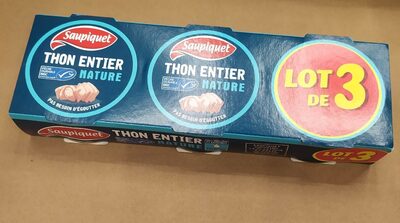 Saupiquet
THON ENTIER
NATURE
PAS BESOIN D'ÉGOUTTER
Saupiquet
THON ENTIER
NATURE
PAS BESOIN D'ÉGOUTTER
LOT
DE 3
Saupiquet
THON ENTIER
NATURE
LOT
DE 3